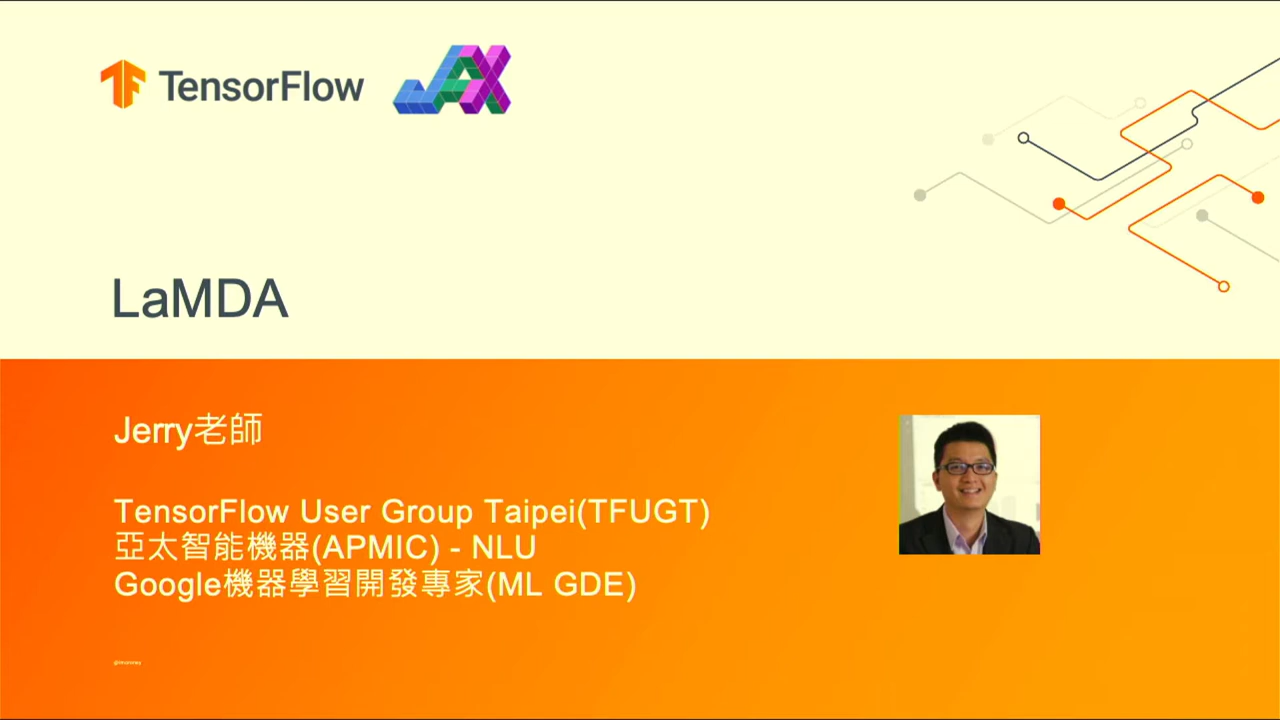 TensorFlow JAX
LaMDA
Jerry老師
TensorFlow User Group Taipei(TFUGT)
亞太智能機器(APMIC) - NLU
Google機器學習開發專家(ML GDE)